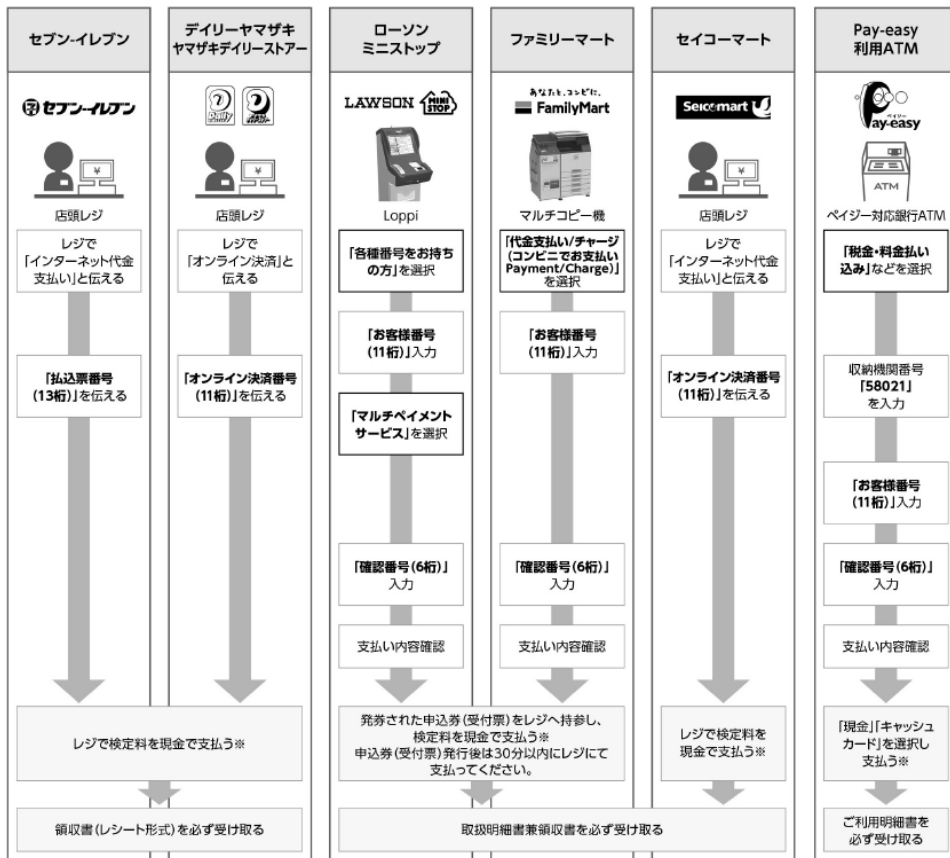 セブン-イレブン
デイリーヤマザキ
ヤマザキデイリーストアー
ローソン
ミニストップ
ファミリーマート
セイコーマート
Pay-easy
利用ATM
セブン-イレブン
Daily
LAWSON
MINI
STOP
あなたと、コンビに、
FamilyMart
Seicomart
ペイジー
Pay-easy
¥
店頭レジ
¥
店頭レジ
Loppi
マルチコピー機
¥
店頭レジ
ATM
ペイジー対応銀行ATM
レジで
「インターネット代金
支払い」と伝える
「払込票番号
(13桁)」を伝える
レジで
「オンライン決済」と
伝える
「オンライン決済番号
(11桁)」を伝える
「各種番号をお持ち
の方」を選択
「お客様番号
(11桁)」入力
「マルチペイメント
サービス」を選択
「確認番号(6桁)」
入力
支払い内容確認
「代金支払い/チャージ
(コンビニでお支払い
Payment/Charge)」
を選択
「お客様番号
(11桁)」入力
「確認番号(6桁)」
入力
支払い内容確認
レジで
「インターネット代金
支払い」と伝える
「オンライン決済番号
(11桁)」を伝える
「税金・料金払い
込み」などを選択
収納機関番号
「58021」
を入力
「お客様番号
(11桁)」入力
「確認番号(6桁)」
入力
支払い内容確認
レジで検定料を現金で支払う※
発券された申込券(受付票)をレジへ持参し、
検定料を現金で支払う※
申込券(受付票)発行後は30分以内にレジにて
支払ってください。
レジで検定料を
現金で支払う※
「現金」「キャッシュ
カード」を選択し
支払う※
領収書(レシート形式)を必ず受け取る
取扱明細書兼領収書を必ず受け取る
ご利用明細書を
必ず受け取る